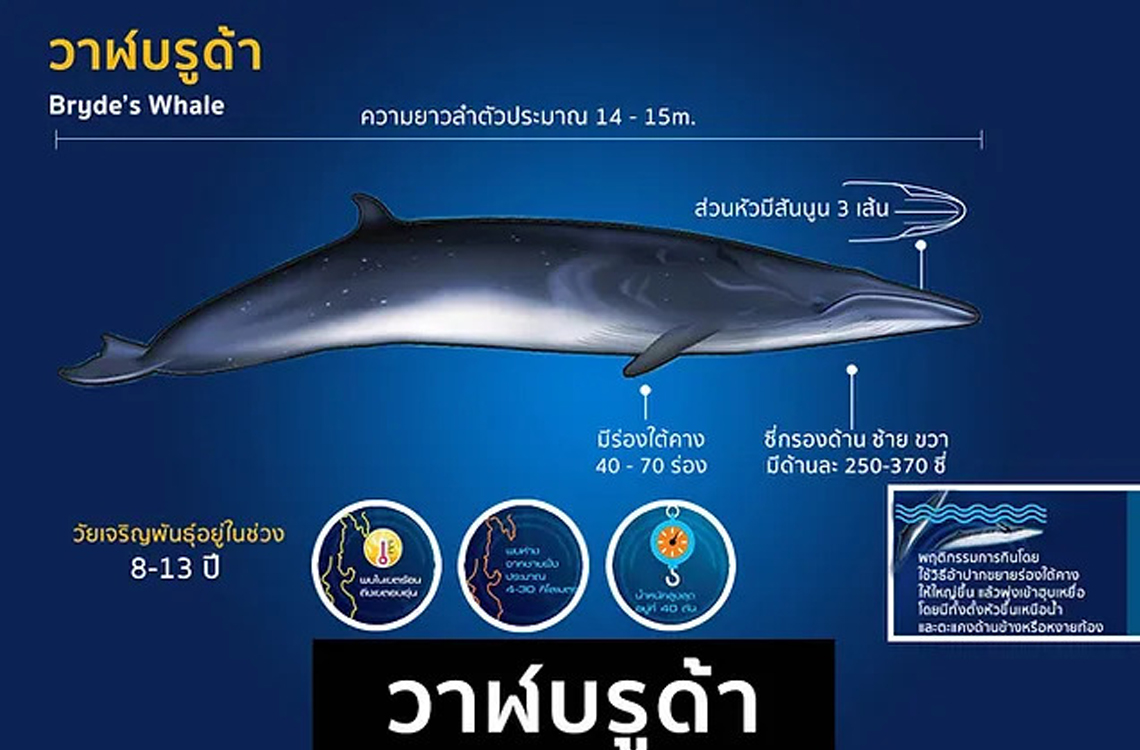 วาฬบรูด้า
Bryde's Whale
ความยาวลำตัวประมาณ 14 - 15m.
ส่วนหัวมีสันนูน 3 เส้น
มีร่องใต้คาง
40 - 70 ร่อง
ซี่กรองด้าน ซ้าย ขวา
มีด้านละ 250-370 ซี่
วัยเจริญพันธุ์อยู่ในช่วง
8-13 ปี
พบในเขตร้อน
ถึงเขตอบอุ่น
พบห่าง
จากชายฝั่ง
ประมาณ
4-30 กิโลเมตร
น้ำหนักสูงสุด
อยู่ที่ 40 ตัน
พฤติกรรมการกินโดย
ใช้วิธีอ้าปากขยายร่องใต้คาง
ให้ใหญ่ขึ้น แล้วพุ่งเข้าฮุบเหยื่อ
โดยมีทั้งตั้งหัวขึ้นเหนือน้ำ
และตะแคงด้านข้างหรือหงายท้อง
วาฬบรูด้า